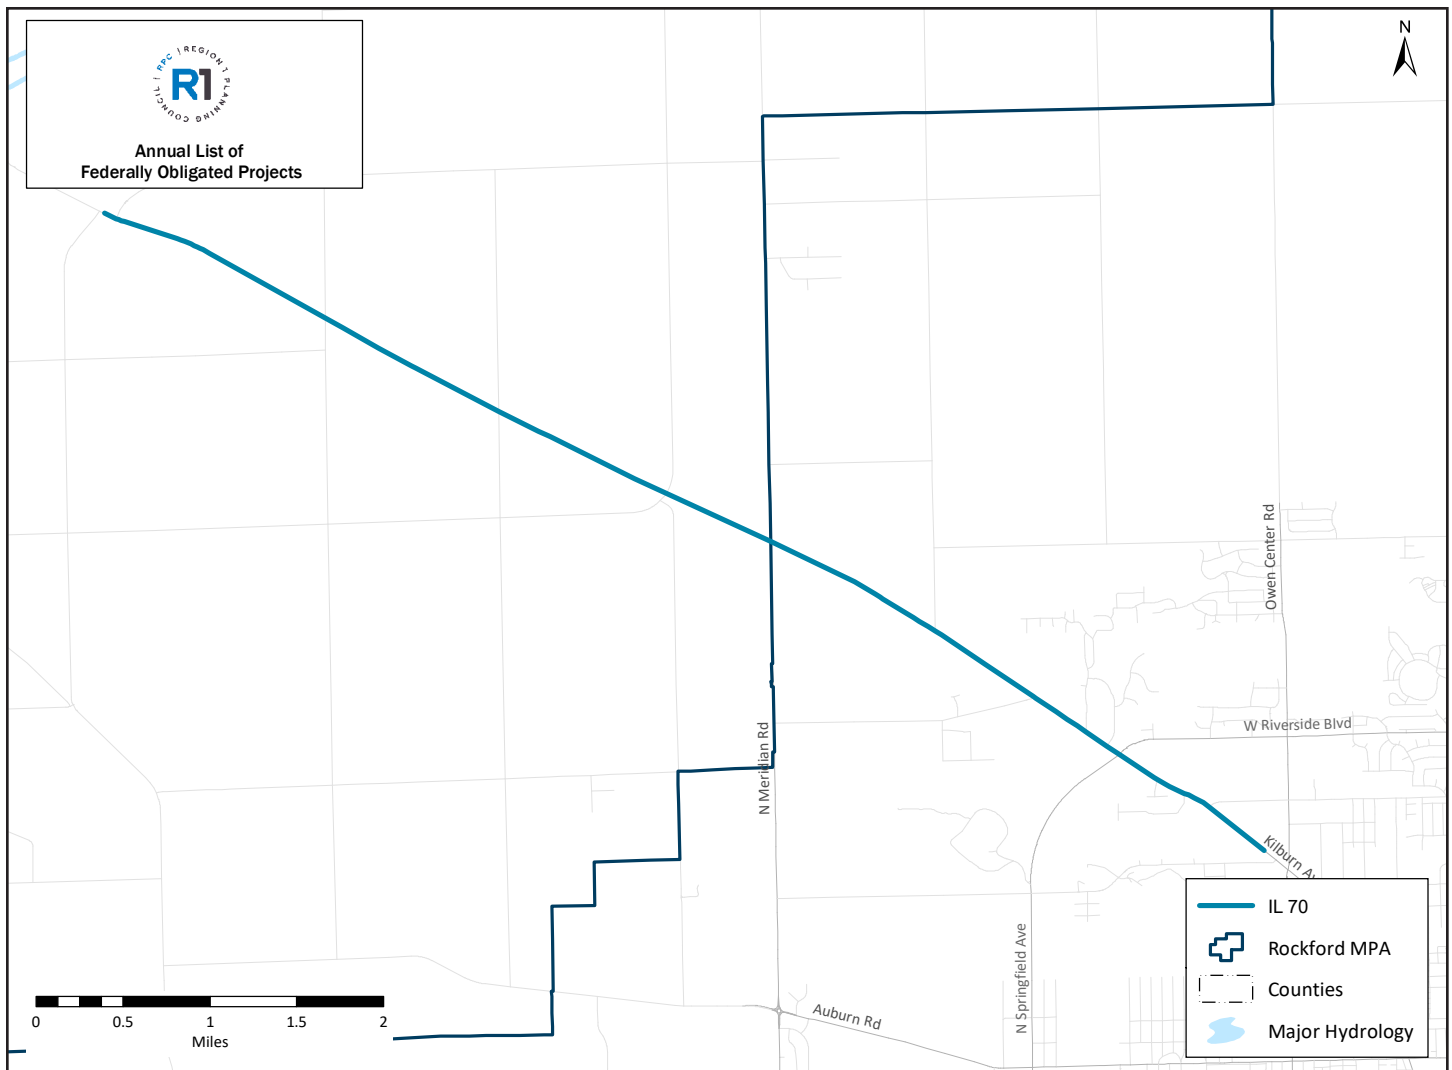 RPC | REGION 1 PLANNING COUNCIL |
R1
Annual List of
Federally Obligated Projects
N
Owen Center Rd
W Riverside Blvd
N Meridian Rd
Kilburn Av
N Springfield Ave
Auburn Rd
IL 70
Rockford MPA
Counties
Major Hydrology
0 0.5 1 1.5 2
Miles